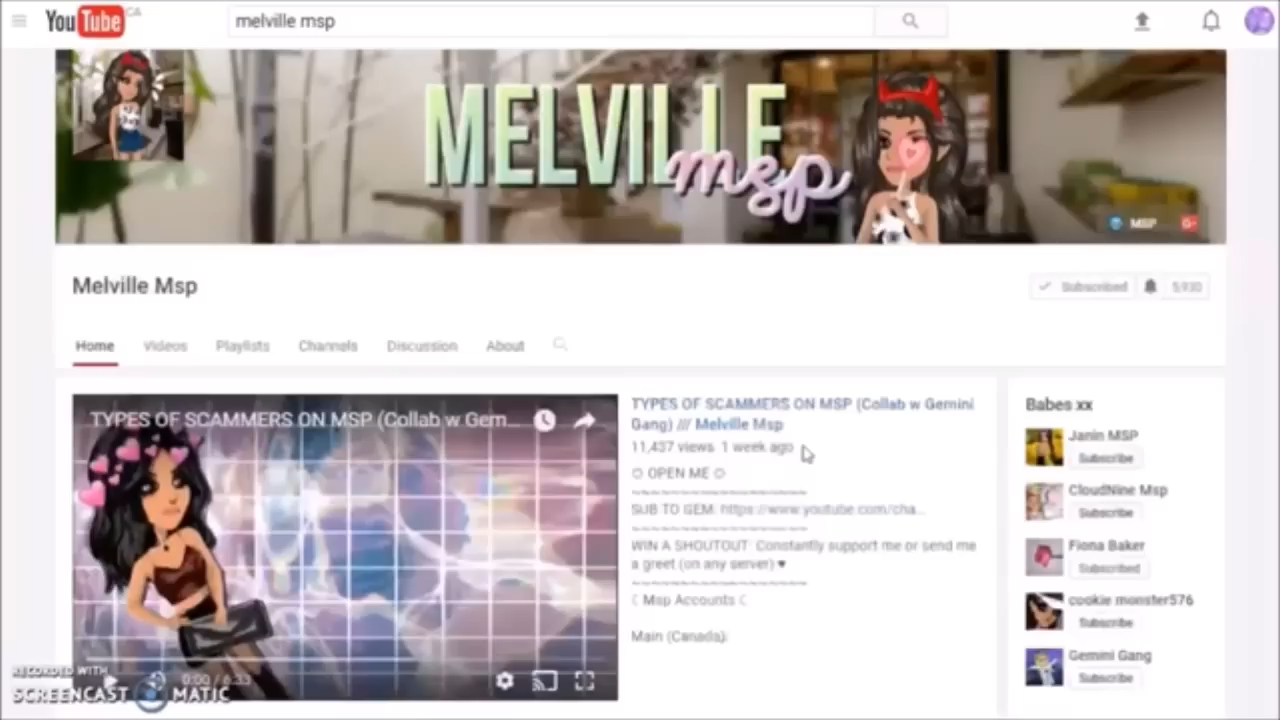 YouTube CA
melville msp
MELVILLE
msp
MSP
Melville Msp
Subscribed 5,930
Home Videos Playlists Channels Discussion About
TYPES OF SCAMMERS ON MSP (Collab w Gem...
0:00 / 6:33
TYPES OF SCAMMERS ON MSP (Collab w Gemini
Gang) /// Melville Msp
11,437 views 1 week ago
OPEN ME
SUB TO GEM: https://www.youtube.com/cha...
WIN A SHOUTOUT: Constantly support me or send me
a greet (on any server) ♥
☾ Msp Accounts ☾
Main (Canada):
Babes xx
Janin MSP
Subscribe
CloudNine Msp
Subscribe
Fiona Baker
Subscribed
cookie monster576
Subscribe
Gemini Gang
Subscribe
RECORDED WITH
SCREENCAST MATIC